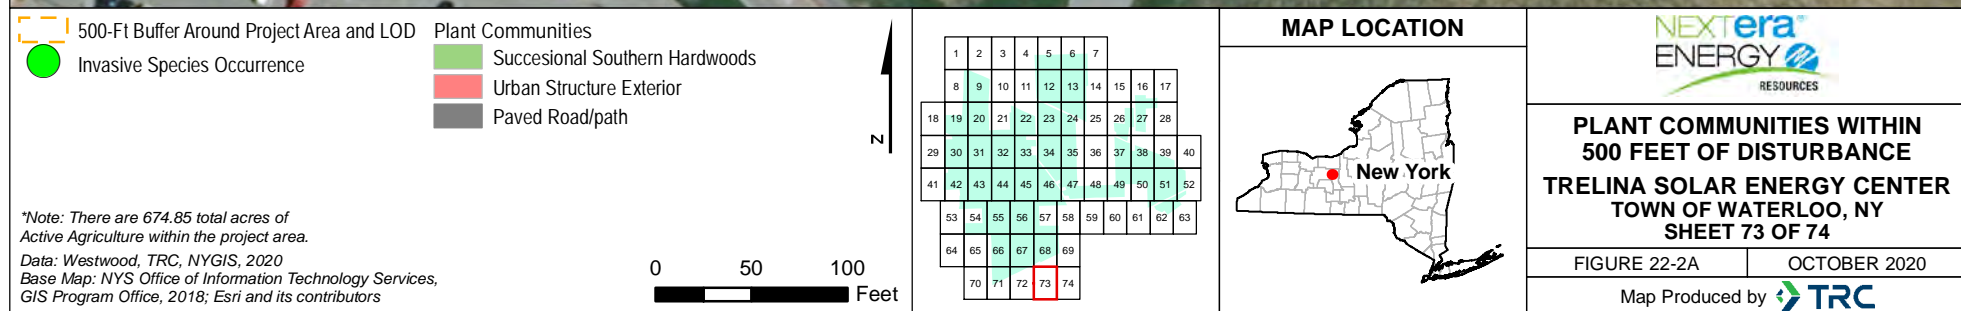 500-Ft Buffer Around Project Area and LOD
Invasive Species Occurrence
Plant Communities
Succesional Southern Hardwoods
Urban Structure Exterior
Paved Road/path
*Note: There are 674.85 total acres of
Active Agriculture within the project area.
Data: Westwood, TRC, NYGIS, 2020
Base Map: NYS Office of Information Technology Services,
GIS Program Office, 2018; Esri and its contributors
0 50 100
Feet
Z
1 2 3 4 5 6 7
8 9 10 11 12 13 14 15 16 17
18 19 20 21 22 23 24 25 26 27 28
29 30 31 32 33 34 35 36 37 38 39 40
41 42 43 44 45 46 47 48 49 50 51 52
53 54 55 56 57 58 59 60 61 62 63
64 65 66 67 68 69
70 71 72 73 74
MAP LOCATION
New York
NEXTera
ENERGY
RESOURCES
PLANT COMMUNITIES WITHIN
500 FEET OF DISTURBANCE
TRELINA SOLAR ENERGY CENTER
TOWN OF WATERLOO, NY
SHEET 73 OF 74
FIGURE 22-2A
OCTOBER 2020
Map Produced by TRC